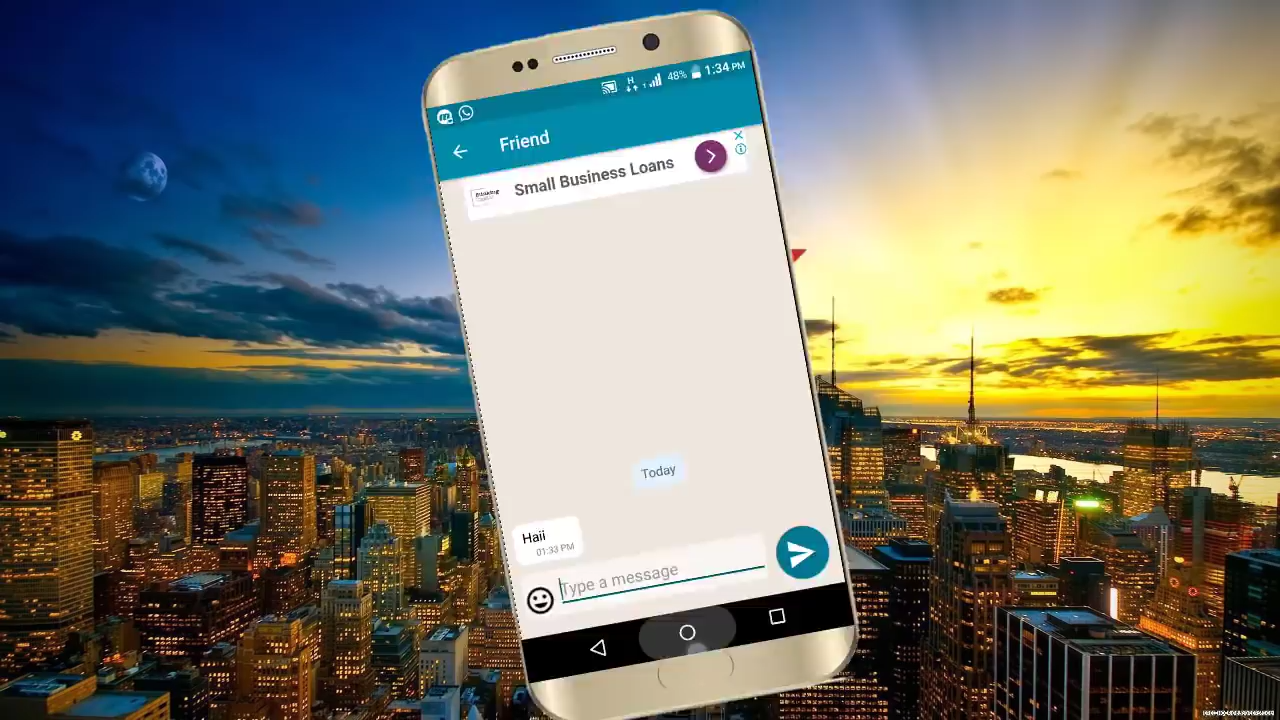 H
48%
1:34 PM
Friend
Small Business Loans
Today
Haii
01:33 PM
Type a message